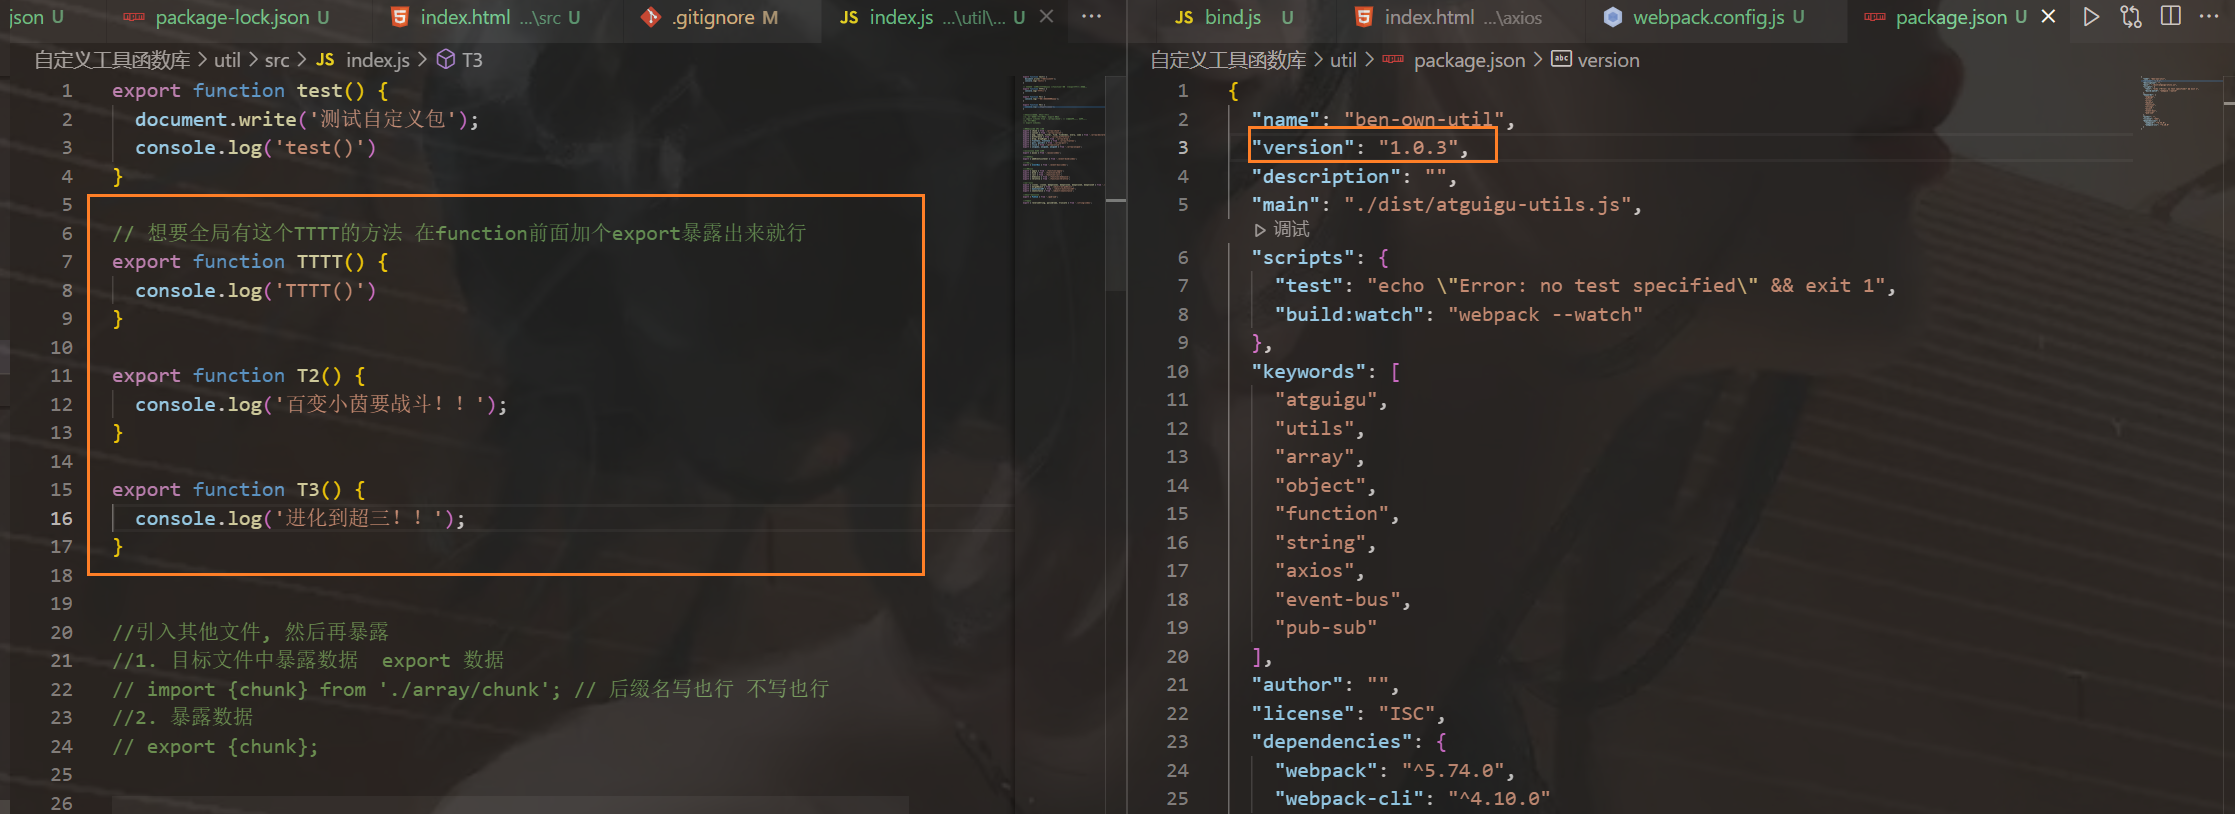 json U package-lock.json U index.html ...\src U .gitignore M JS index.js ...\util\... U
自定义工具函数库 > util > src > JS index.js > T3
1 export function test() {
2 document.write('测试自定义包');
3 console.log('test()')
4 }
5
6 // 想要全局有这个TTTT的方法 在function前面加个export暴露出来就行
7 export function TTTT() {
8 console.log('TTTT()')
9 }
10
11 export function T2() {
12 console.log('百变小茵要战斗！！');
13 }
14
15 export function T3() {
16 console.log('进化到超三！！');
17 }
18
19
20 //引入其他文件, 然后再暴露
21 //1. 目标文件中暴露数据 export 数据
22 // import {chunk} from './array/chunk'; // 后缀名写也行 不写也行
23 //2. 暴露数据
24 // export {chunk};
25
26
JS bind.js U index.html ...\axios webpack.config.js U package.json U
自定义工具函数库 > util > package.json > abc version
1 {
2 "name": "ben-own-util",
3 "version": "1.0.3",
4 "description": "",
5 "main": "./dist/atguigu-utils.js",
调试
6 "scripts": {
7 "test": "echo \"Error: no test specified\" && exit 1",
8 "build:watch": "webpack --watch"
9 },
10 "keywords": [
11 "atguigu",
12 "utils",
13 "array",
14 "object",
15 "function",
16 "string",
17 "axios",
18 "event-bus",
19 "pub-sub"
20 ],
21 "author": "",
22 "license": "ISC",
23 "dependencies": {
24 "webpack": "^5.74.0",
25 "webpack-cli": "^4.10.0"